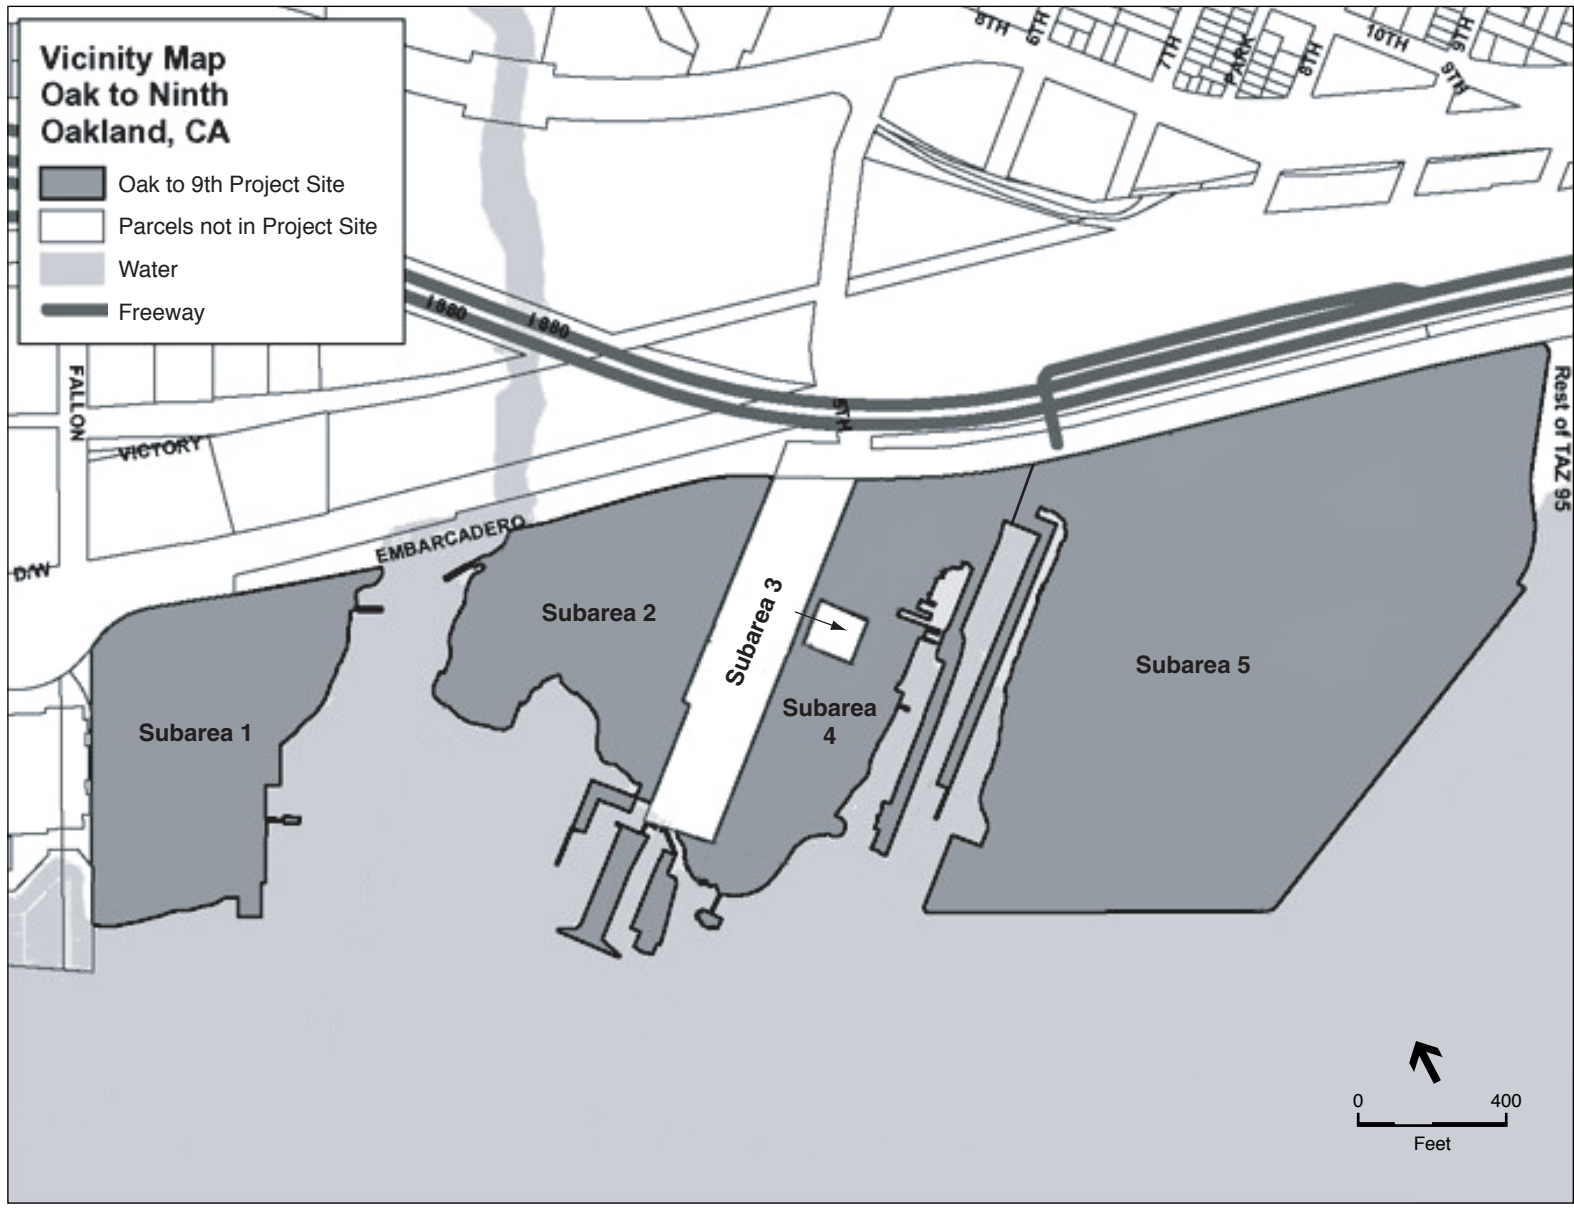 Vicinity Map
Oak to Ninth
Oakland, CA
Oak to 9th Project Site
Parcels not in Project Site
Water
Freeway
8TH
6TH
7TH
PARK
8TH
10TH
9TH
9TH
I 880
I 880
5TH
FALLON
VICTORY
EMBARCADERO
D/W
Rest of TAZ 95
Subarea 1
Subarea 2
Subarea 3
Subarea
4
Subarea 5
0 400
Feet